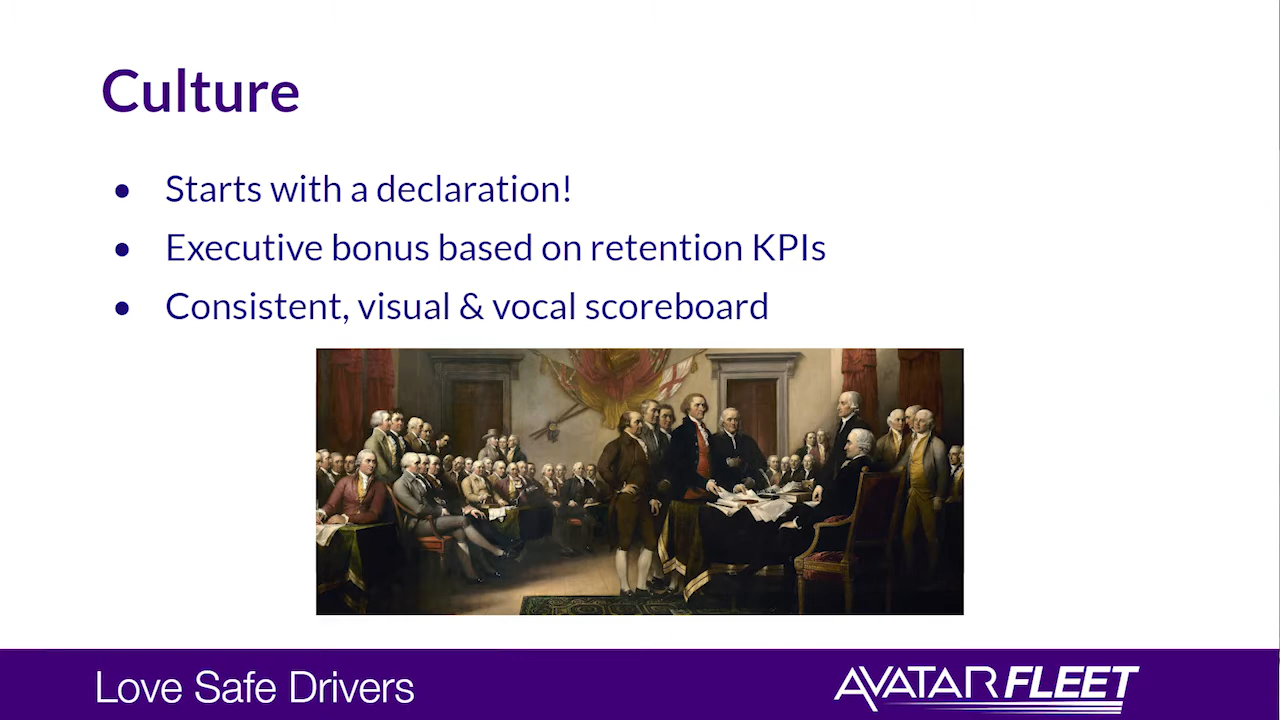 Culture
• Starts with a declaration!
• Executive bonus based on retention KPIs
• Consistent, visual & vocal scoreboard
Love Safe Drivers
AVATAR FLEET